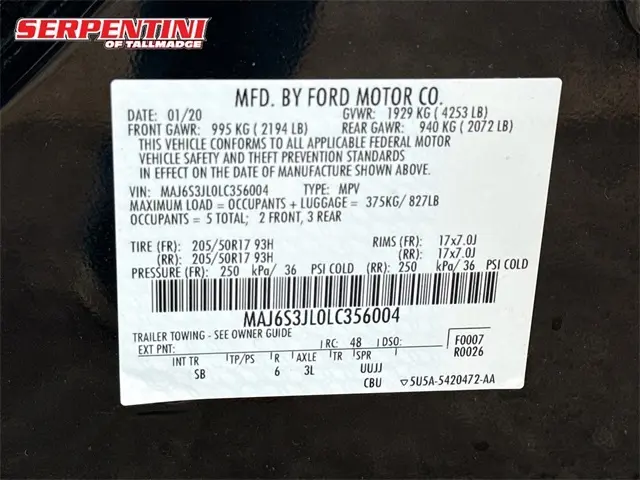 SERPENTINI
OF TALLMADGE
MFD. BY FORD MOTOR CO.
DATE: 01/20 GVWR: 1929 KG ( 4253 LB)
FRONT GAWR: 995 KG ( 2194 LB) REAR GAWR: 940 KG ( 2072 LB)
THIS VEHICLE CONFORMS TO ALL APPLICABLE FEDERAL MOTOR
VEHICLE SAFETY AND THEFT PREVENTION STANDARDS
IN EFFECT ON THE DATE OF MANUFACTURE SHOWN ABOVE.
VIN: MAJ6S3JL0LC356004 TYPE: MPV
MAXIMUM LOAD = OCCUPANTS + LUGGAGE = 375KG/ 827LB
OCCUPANTS = 5 TOTAL; 2 FRONT, 3 REAR
TIRE (FR): 205/50R17 93H RIMS (FR): 17x7.0J
(RR): 205/50R17 93H (RR): 17x7.0J
PRESSURE (FR): 250 kPa/ 36 PSI COLD (RR): 250 kPa/ 36 PSI COLD
MAJ6S3JL0LC356004
TRAILER TOWING - SEE OWNER GUIDE
EXT PNT: RC: 48 DSO: F0007
R0026
INT TR TP/PS R AXLE TR SPR
SB 6 3L UUJJ
CBU ▽5U5A-5420472-AA